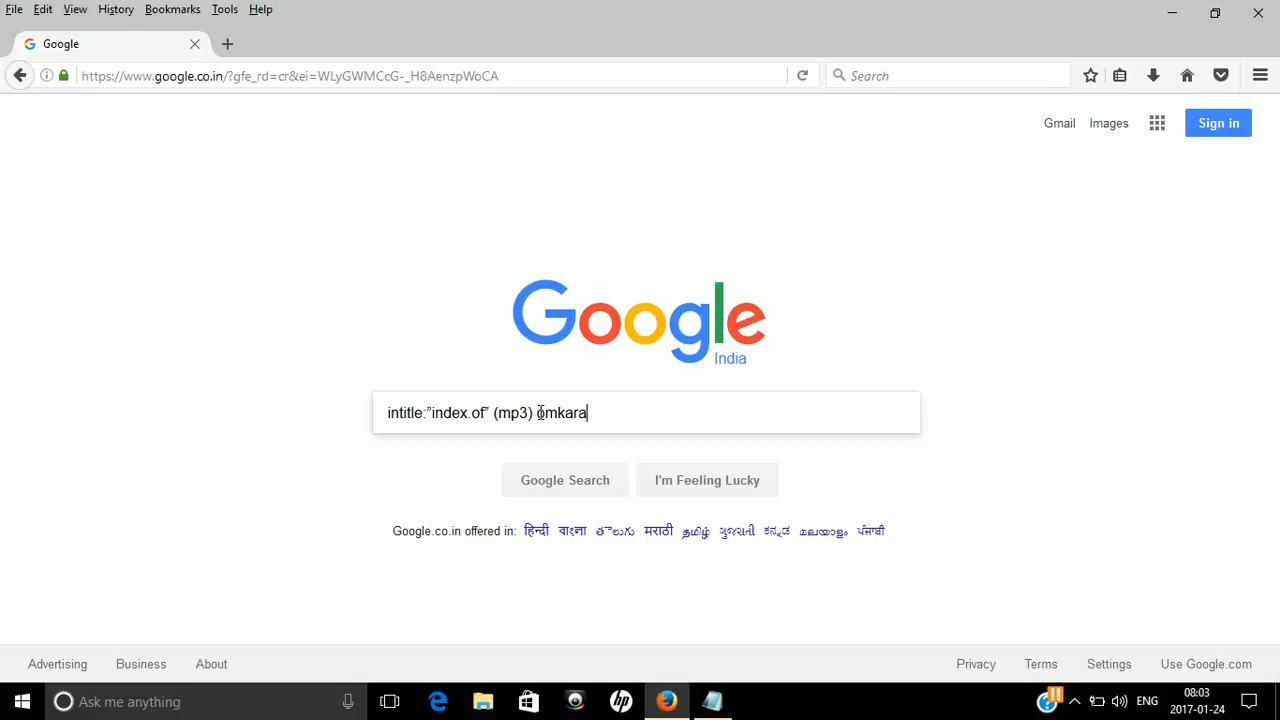 File Edit View History Bookmarks Tools Help
Google
https://www.google.co.in/?gfe_rd=cr&ei=WLyGWMCcG-_H8AenzpWoCA
Search
Gmail Images Sign in
Google
India
intitle:”index.of” (mp3) omkara
Google Search I'm Feeling Lucky
Google.co.in offered in: हिन्दी বাংলা తెలుగు मराठी தமிழ் ગુજરાતી ಕನ್ನಡ മലയാളം ਪੰਜਾਬੀ
Advertising Business About Privacy Terms Settings Use Google.com
Ask me anything
ENG
08:03
2017-01-24